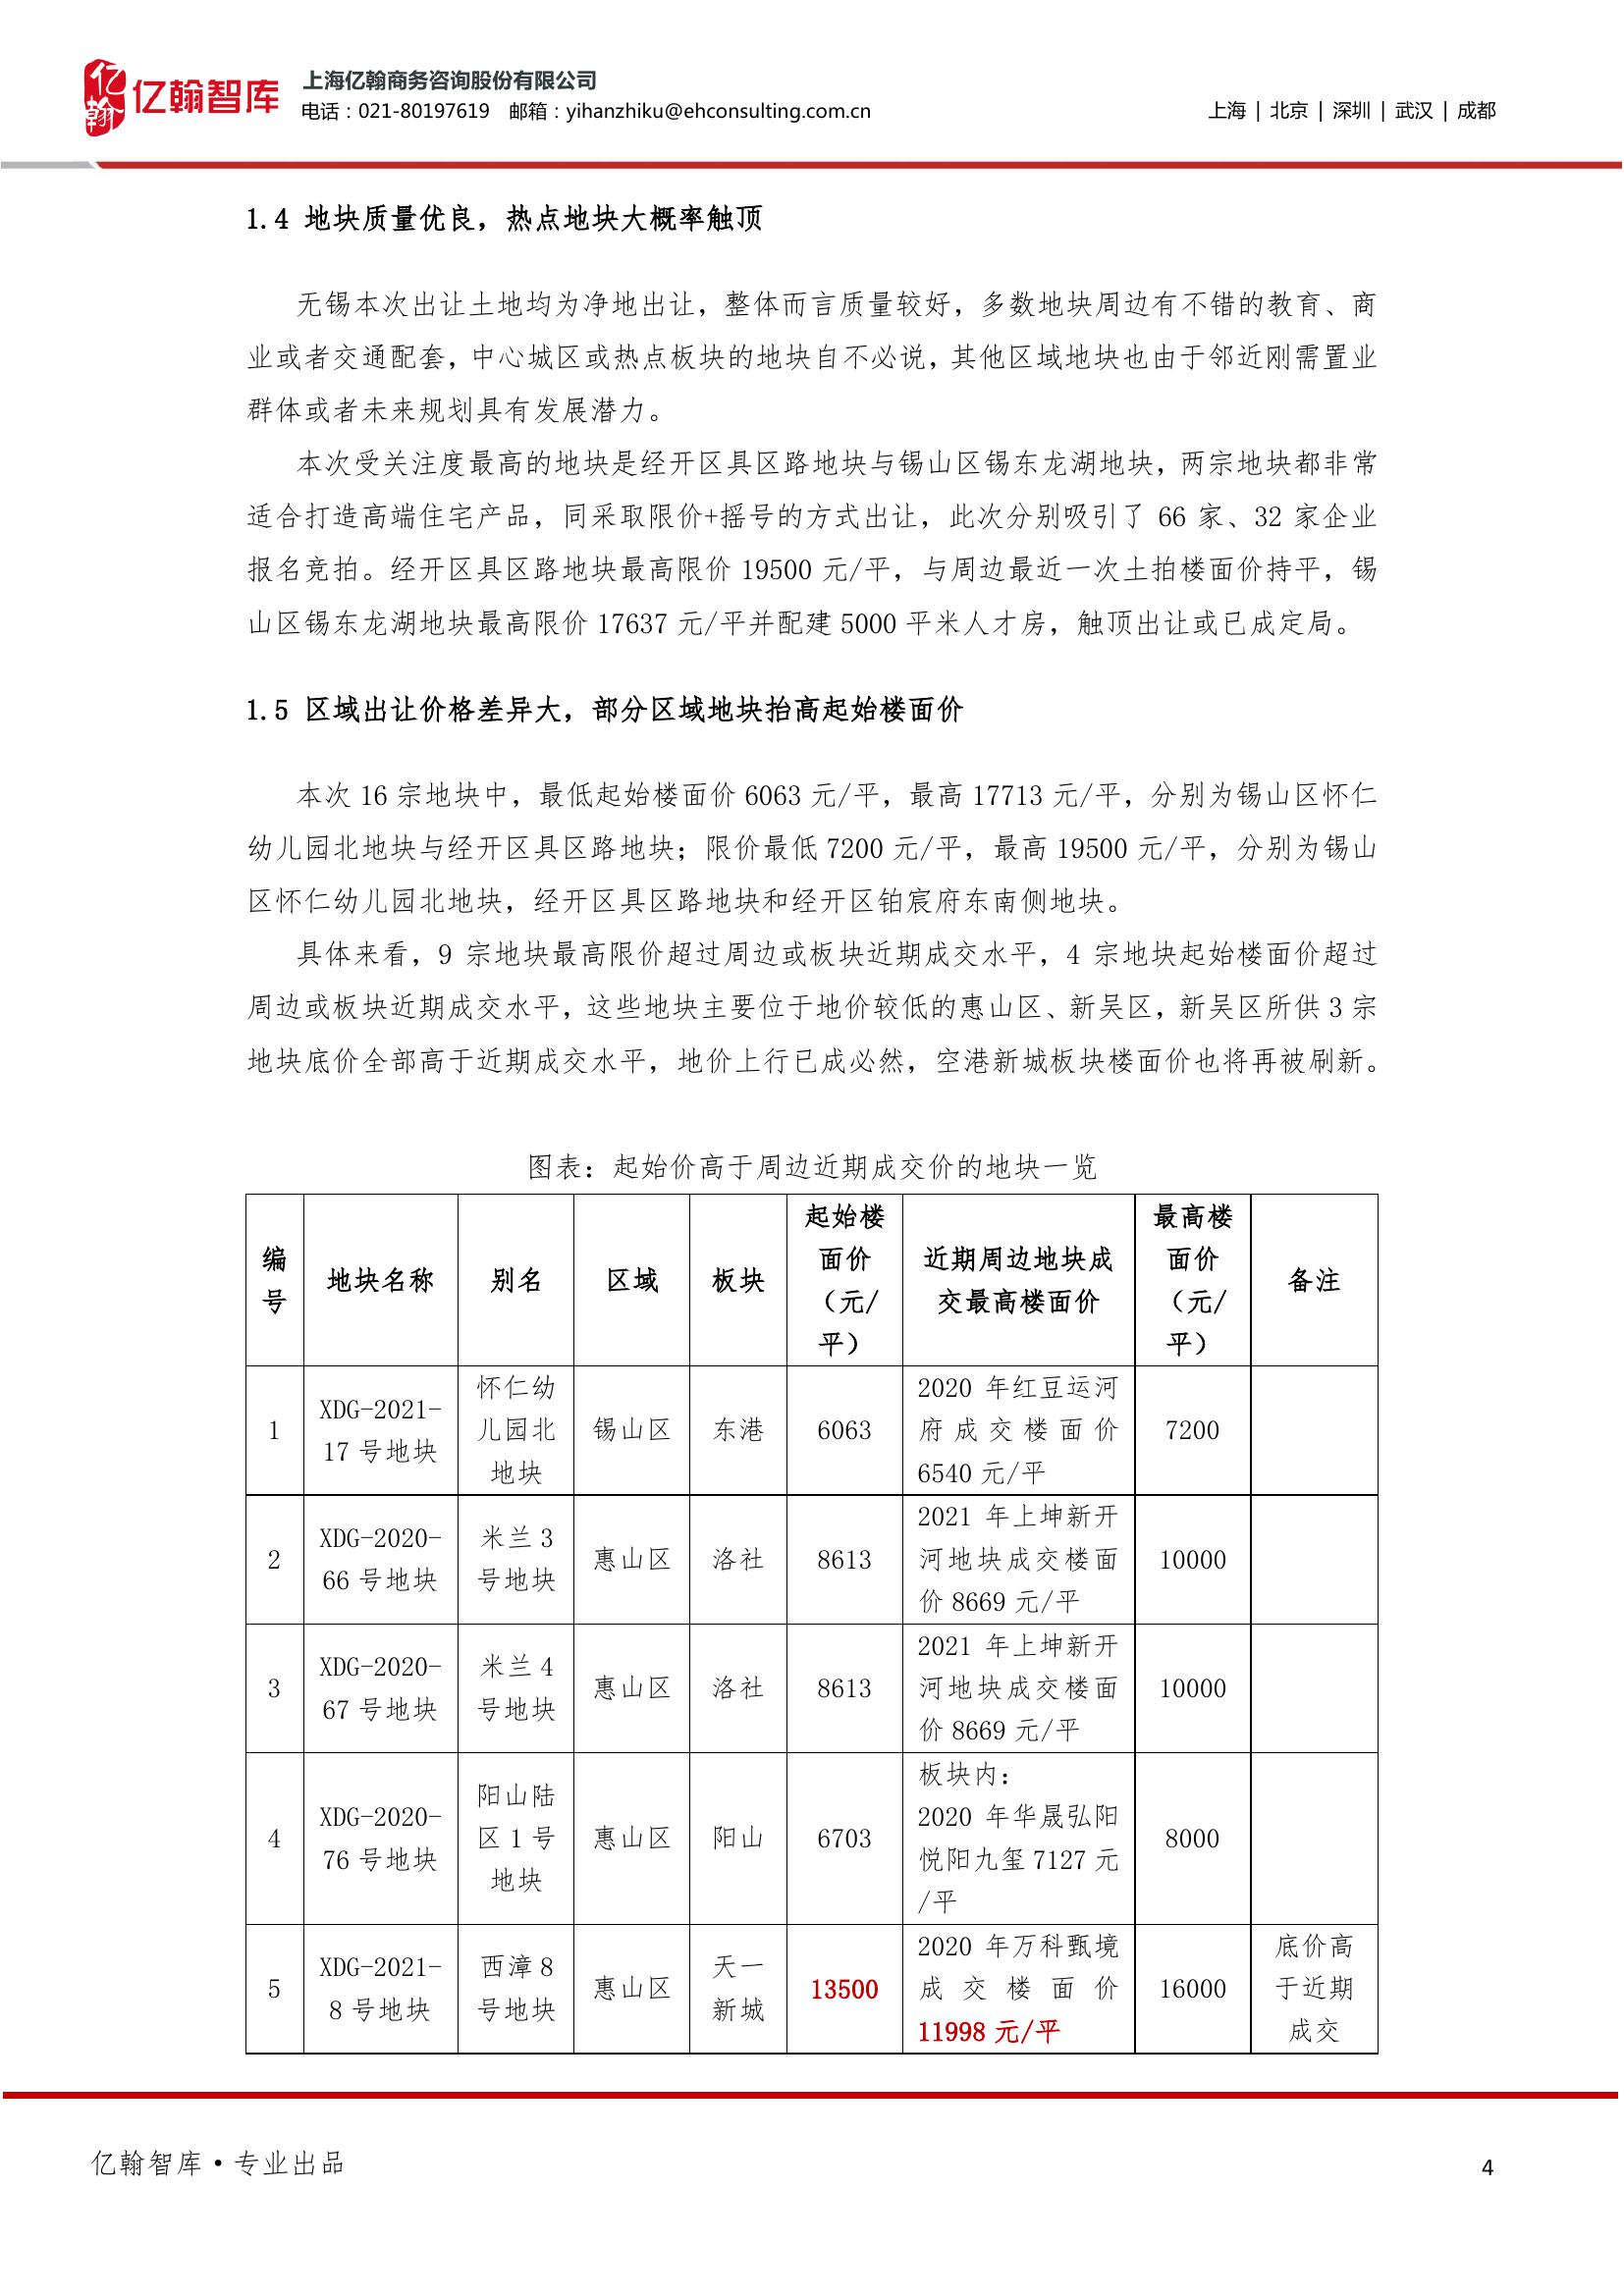 亿翰
亿翰智库
上海亿翰商务咨询股份有限公司
电话：021-80197619 邮箱：yihanzhiku@ehconsulting.com.cn
上海 | 北京 | 深圳 | 武汉 | 成都
1.4 地块质量优良，热点地块大概率触顶
无锡本次出让土地均为净地出让，整体而言质量较好，多数地块周边有不错的教育、商
业或者交通配套，中心城区或热点板块的地块自不必说，其他区域地块也由于邻近刚需置业
群体或者未来规划具有发展潜力。
本次受关注度最高的地块是经开区具区路地块与锡山区锡东龙湖地块，两宗地块都非常
适合打造高端住宅产品，同采取限价+摇号的方式出让，此次分别吸引了 66 家、32 家企业
报名竞拍。经开区具区路地块最高限价 19500 元/平，与周边最近一次土拍楼面价持平，锡
山区锡东龙湖地块最高限价 17637 元/平并配建 5000 平米人才房，触顶出让或已成定局。
1.5 区域出让价格差异大，部分区域地块抬高起始楼面价
本次 16 宗地块中，最低起始楼面价 6063 元/平，最高 17713 元/平，分别为锡山区怀仁
幼儿园北地块与经开区具区路地块；限价最低 7200 元/平，最高 19500 元/平，分别为锡山
区怀仁幼儿园北地块，经开区具区路地块和经开区铂宸府东南侧地块。
具体来看，9 宗地块最高限价超过周边或板块近期成交水平，4 宗地块起始楼面价超过
周边或板块近期成交水平，这些地块主要位于地价较低的惠山区、新吴区，新吴区所供 3 宗
地块底价全部高于近期成交水平，地价上行已成必然，空港新城板块楼面价也将再被刷新。
图表：起始价高于周边近期成交价的地块一览
编
号
地块名称
别名
区域
板块
起始楼
面价
（元/
平）
近期周边地块成
交最高楼面价
最高楼
面价
（元/
平）
备注
1
XDG-2021-
17 号地块
怀仁幼
儿园北
地块
锡山区
东港
6063
2020 年红豆运河
府成交楼面价
6540 元/平
7200
2
XDG-2020-
66 号地块
米兰 3
号地块
惠山区
洛社
8613
2021 年上坤新开
河地块成交楼面
价 8669 元/平
10000
3
XDG-2020-
67 号地块
米兰 4
号地块
惠山区
洛社
8613
2021 年上坤新开
河地块成交楼面
价 8669 元/平
10000
4
XDG-2020-
76 号地块
阳山陆
区 1 号
地块
惠山区
阳山
6703
板块内：
2020 年华晟弘阳
悦阳九玺 7127 元
/平
8000
5
XDG-2021-
8 号地块
西漳 8
号地块
惠山区
天一
新城
13500
2020 年万科甄境
成交楼面价
11998 元/平
16000
底价高
于近期
成交
亿翰智库·专业出品
4